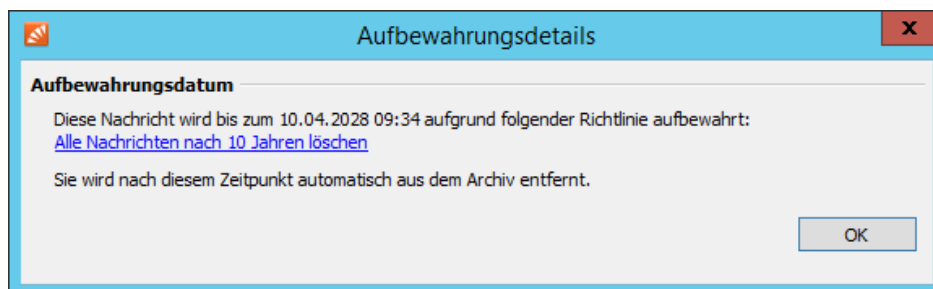 Aufbewahrungsdetails
x
Aufbewahrungsdatum
Diese Nachricht wird bis zum 10.04.2028 09:34 aufgrund folgender Richtlinie aufbewahrt:
Alle Nachrichten nach 10 Jahren löschen
Sie wird nach diesem Zeitpunkt automatisch aus dem Archiv entfernt.
OK